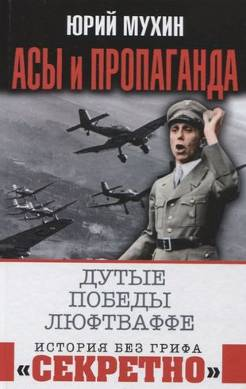 ЮРИЙ МУХИН
АСЫ и ПРОПАГАНДА
ДУТЫЕ
ПОБЕДЫ
ЛЮФТВАФФЕ
ИСТОРИЯ БЕЗ ГРИФА
«СЕКРЕТНО»